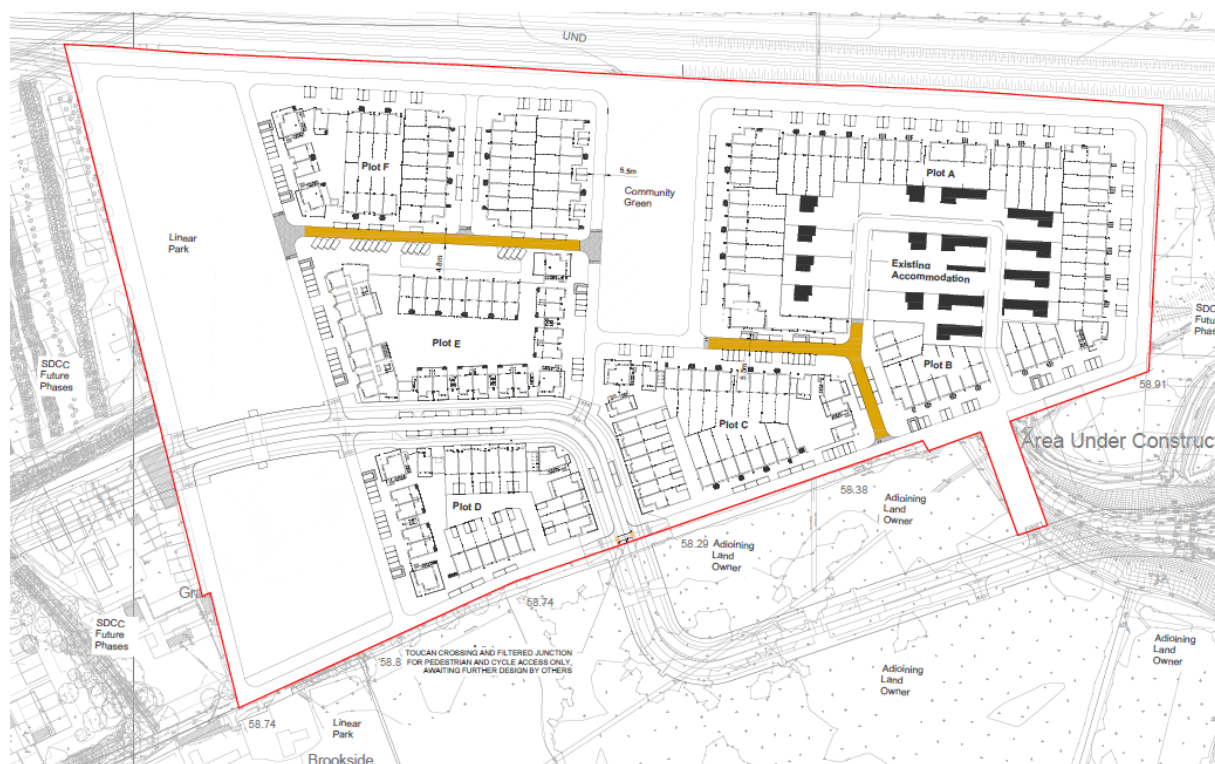 UND
Plot F
Plot A
5.5m
Community
Green
Linear
Park
4.8m
Existing
Accommodation
SDCC
Future
Phases
Plot E
Plot B
58.91
Plot C
Area Under Construct
58.38
Adjoining
Land
Owner
Plot D
58.29
Adjoining
Land
Owner
58.74
SDCC
Future
Phases
TOUCAN CROSSING AND FILTERED JUNCTION
FOR PEDESTRIAN AND CYCLE ACCESS ONLY,
AWAITING FURTHER DESIGN BY OTHERS
58.8
Adjoining
Land
Owner
Adjoining
Land
Owner
58.74
Linear
Park
Brookside